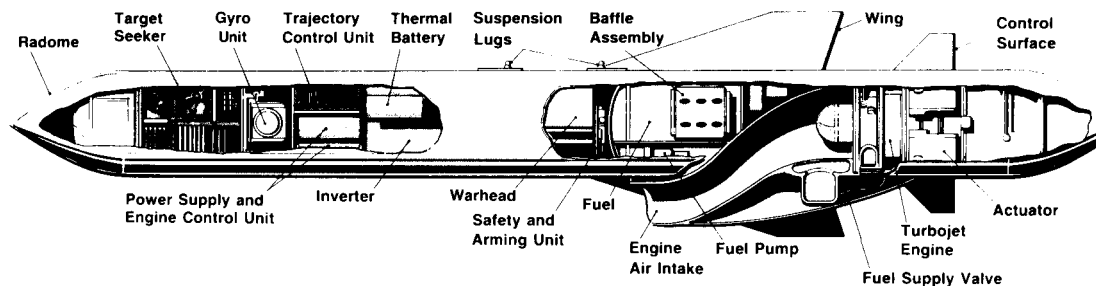 Radome
Target
Seeker
Gyro
Unit
Trajectory
Control Unit
Thermal
Battery
Suspension
Lugs
Baffle
Assembly
Wing
Control
Surface
Power Supply and
Engine Control Unit
Inverter
Warhead
Safety and
Arming Unit
Fuel
Engine
Air Intake
Fuel Pump
Fuel Supply Valve
Turbojet
Engine
Actuator